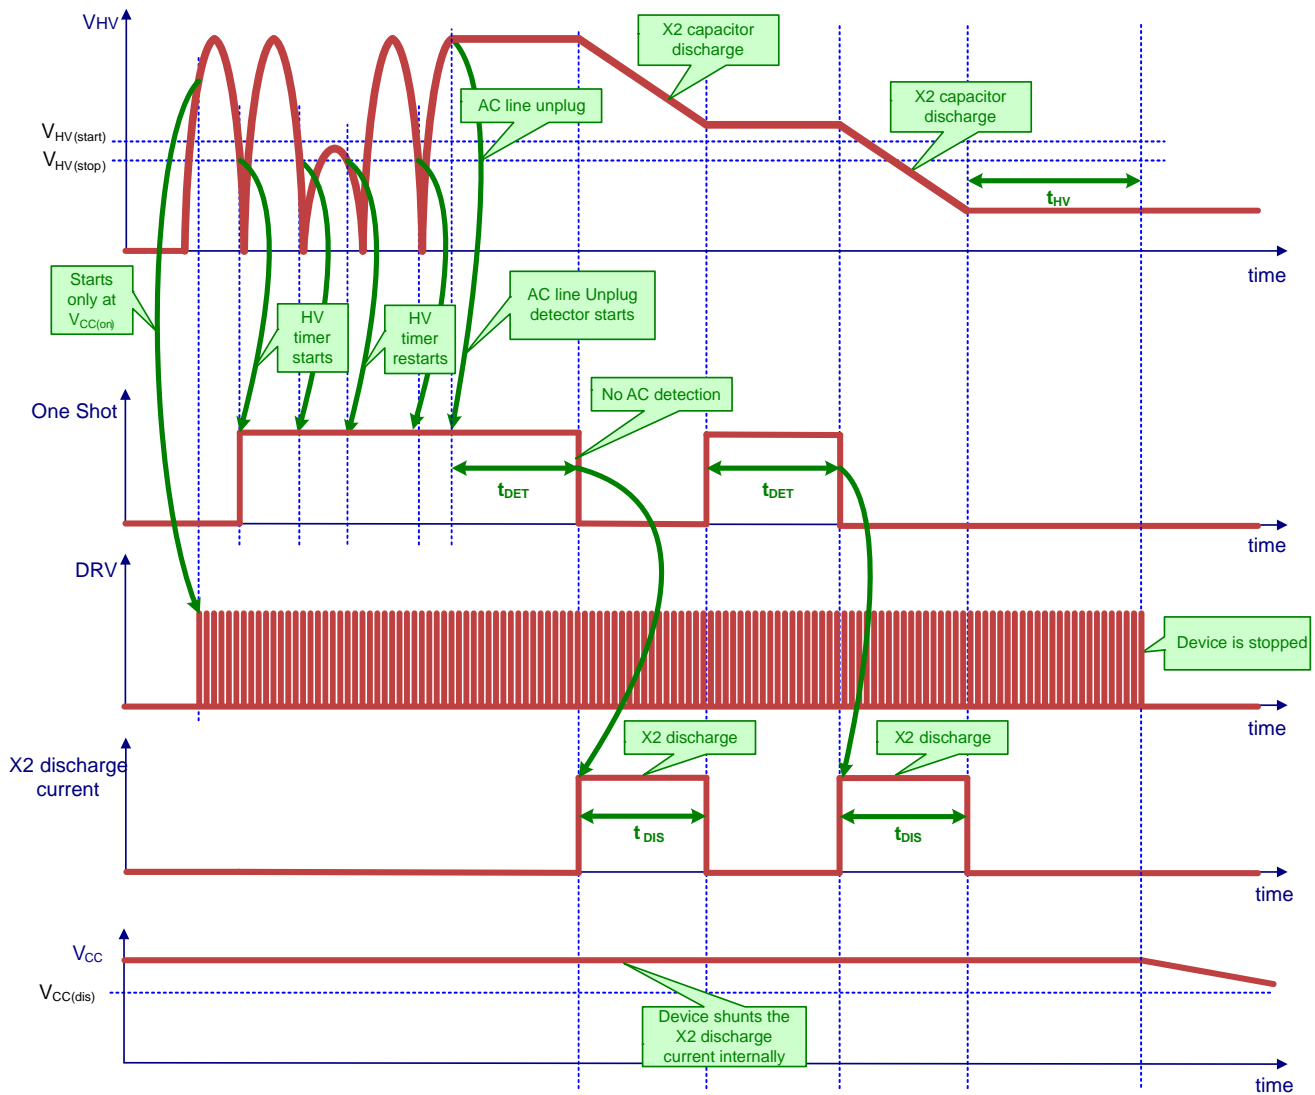 VHV
X2 capacitor
discharge
AC line unplug
X2 capacitor
discharge
VHV(start)
VHV(stop)
tHV
time
Starts
only at
VCC(on)
HV
timer
starts
HV
timer
restarts
AC line Unplug
detector starts
No AC detection
One Shot
tDET
tDET
time
DRV
Device is stopped
time
X2 discharge
X2 discharge
X2 discharge
current
t DIS
tDIS
time
VCC
VCC(dis)
Device shunts the
X2 discharge
current internally
time